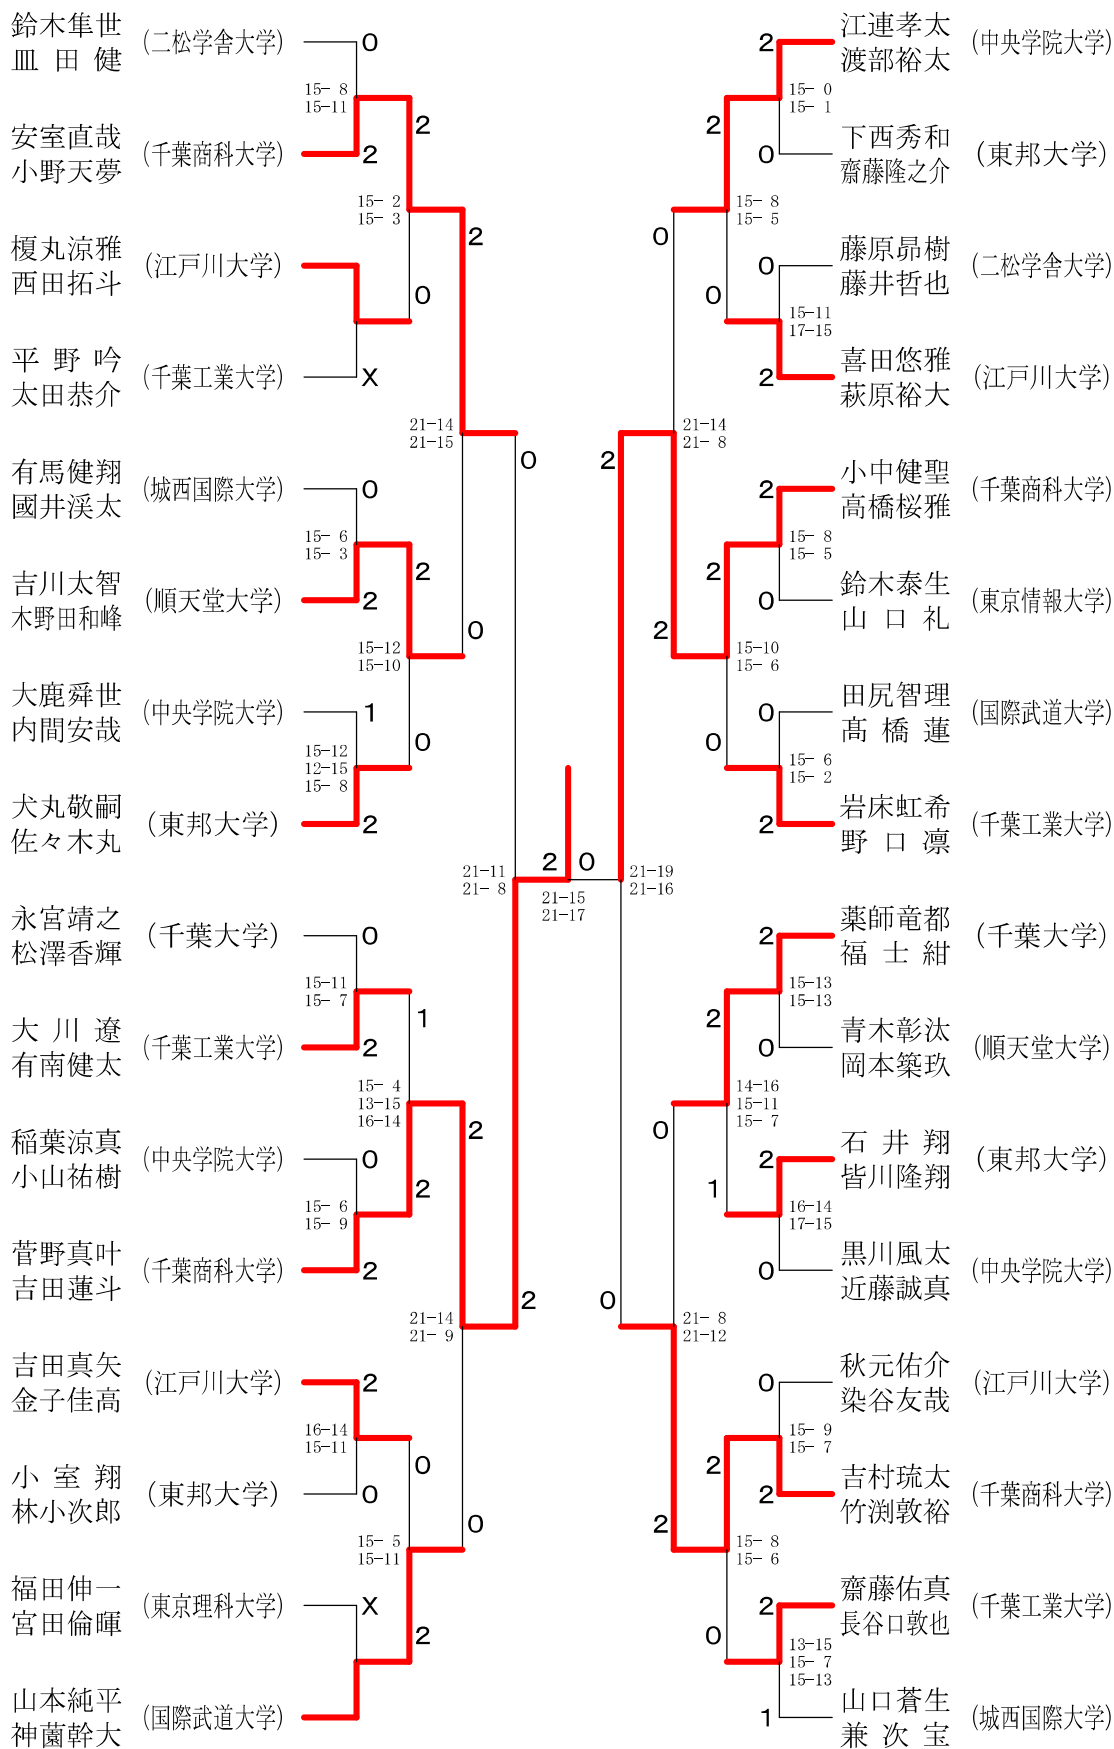 鈴木隼世
皿田健
(二松学舎大学)
0
15- 8
15-11
安室直哉
小野天夢
(千葉商科大学)
2
2
15- 2
15- 3
榎丸涼雅
西田拓斗
(江戸川大学)
2
0
平野吟
太田恭介
(千葉工業大学)
X
21-14
21-15
0
有馬健翔
國井渓太
(城西国際大学)
0
15- 6
15- 3
吉川太智
木野田和峰
(順天堂大学)
2
2
0
15-12
15-10
大鹿舜世
内間安哉
(中央学院大学)
1
0
15-12
12-15
15- 8
犬丸敬嗣
佐々木丸
(東邦大学)
2
21-11
21- 8
永宮靖之
松澤香輝
(千葉大学)
0
15-11
15- 7
1
大川遼
有南健太
(千葉工業大学)
2
15- 4
13-15
16-14
2
稲葉涼真
小山祐樹
(中央学院大学)
0
2
15- 6
15- 9
菅野真叶
吉田蓮斗
(千葉商科大学)
2
21-14
21- 9
2
吉田真矢
金子佳高
(江戸川大学)
2
16-14
15-11
0
小室翔
林小次郎
(東邦大学)
0
0
15- 5
15-11
福田伸一
宮田倫暉
(東京理科大学)
X
2
山本純平
神薗幹大
(国際武道大学)
2
0
21-15
21-17
2
江連孝太
渡部裕太
(中央学院大学)
15- 0
15- 1
2
0
下西秀和
齋藤隆之介
(東邦大学)
15- 8
15- 5
0
0
藤原昴樹
藤井哲也
(二松学舎大学)
0
15-11
17-15
2
喜田悠雅
萩原裕大
(江戸川大学)
21-14
21- 8
2
2
小中健聖
高橋桜雅
(千葉商科大学)
15- 8
15- 5
2
0
鈴木泰生
山口礼
(東京情報大学)
2
15-10
15- 6
0
田尻智理
髙橋蓮
(国際武道大学)
0
15- 6
15- 2
2
岩床虹希
野口凛
(千葉工業大学)
21-19
21-16
2
薬師竜都
福士紺
(千葉大学)
15-13
15-13
2
0
青木彰汰
岡本築玖
(順天堂大学)
14-16
15-11
15- 7
0
2
石井翔
皆川隆翔
(東邦大学)
1
16-14
17-15
0
黒川風太
近藤誠真
(中央学院大学)
0
21- 8
21-12
0
秋元佑介
染谷友哉
(江戸川大学)
15- 9
15- 7
2
2
吉村琉太
竹渕敦裕
(千葉商科大学)
2
15- 8
15- 6
2
齋藤佑真
長谷口敦也
(千葉工業大学)
0
13-15
15- 7
15-13
1
山口蒼生
兼次宝
(城西国際大学)